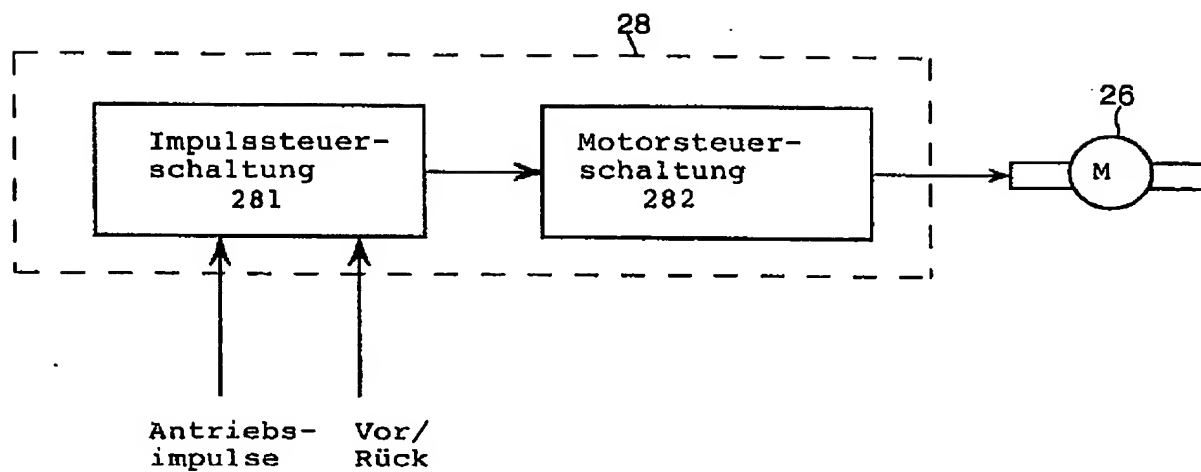 28
26
Impulssteuer-
schaltung
281
Motorsteuer-
schaltung
282
M
Antriebs-
impulse
Vor/
Rück